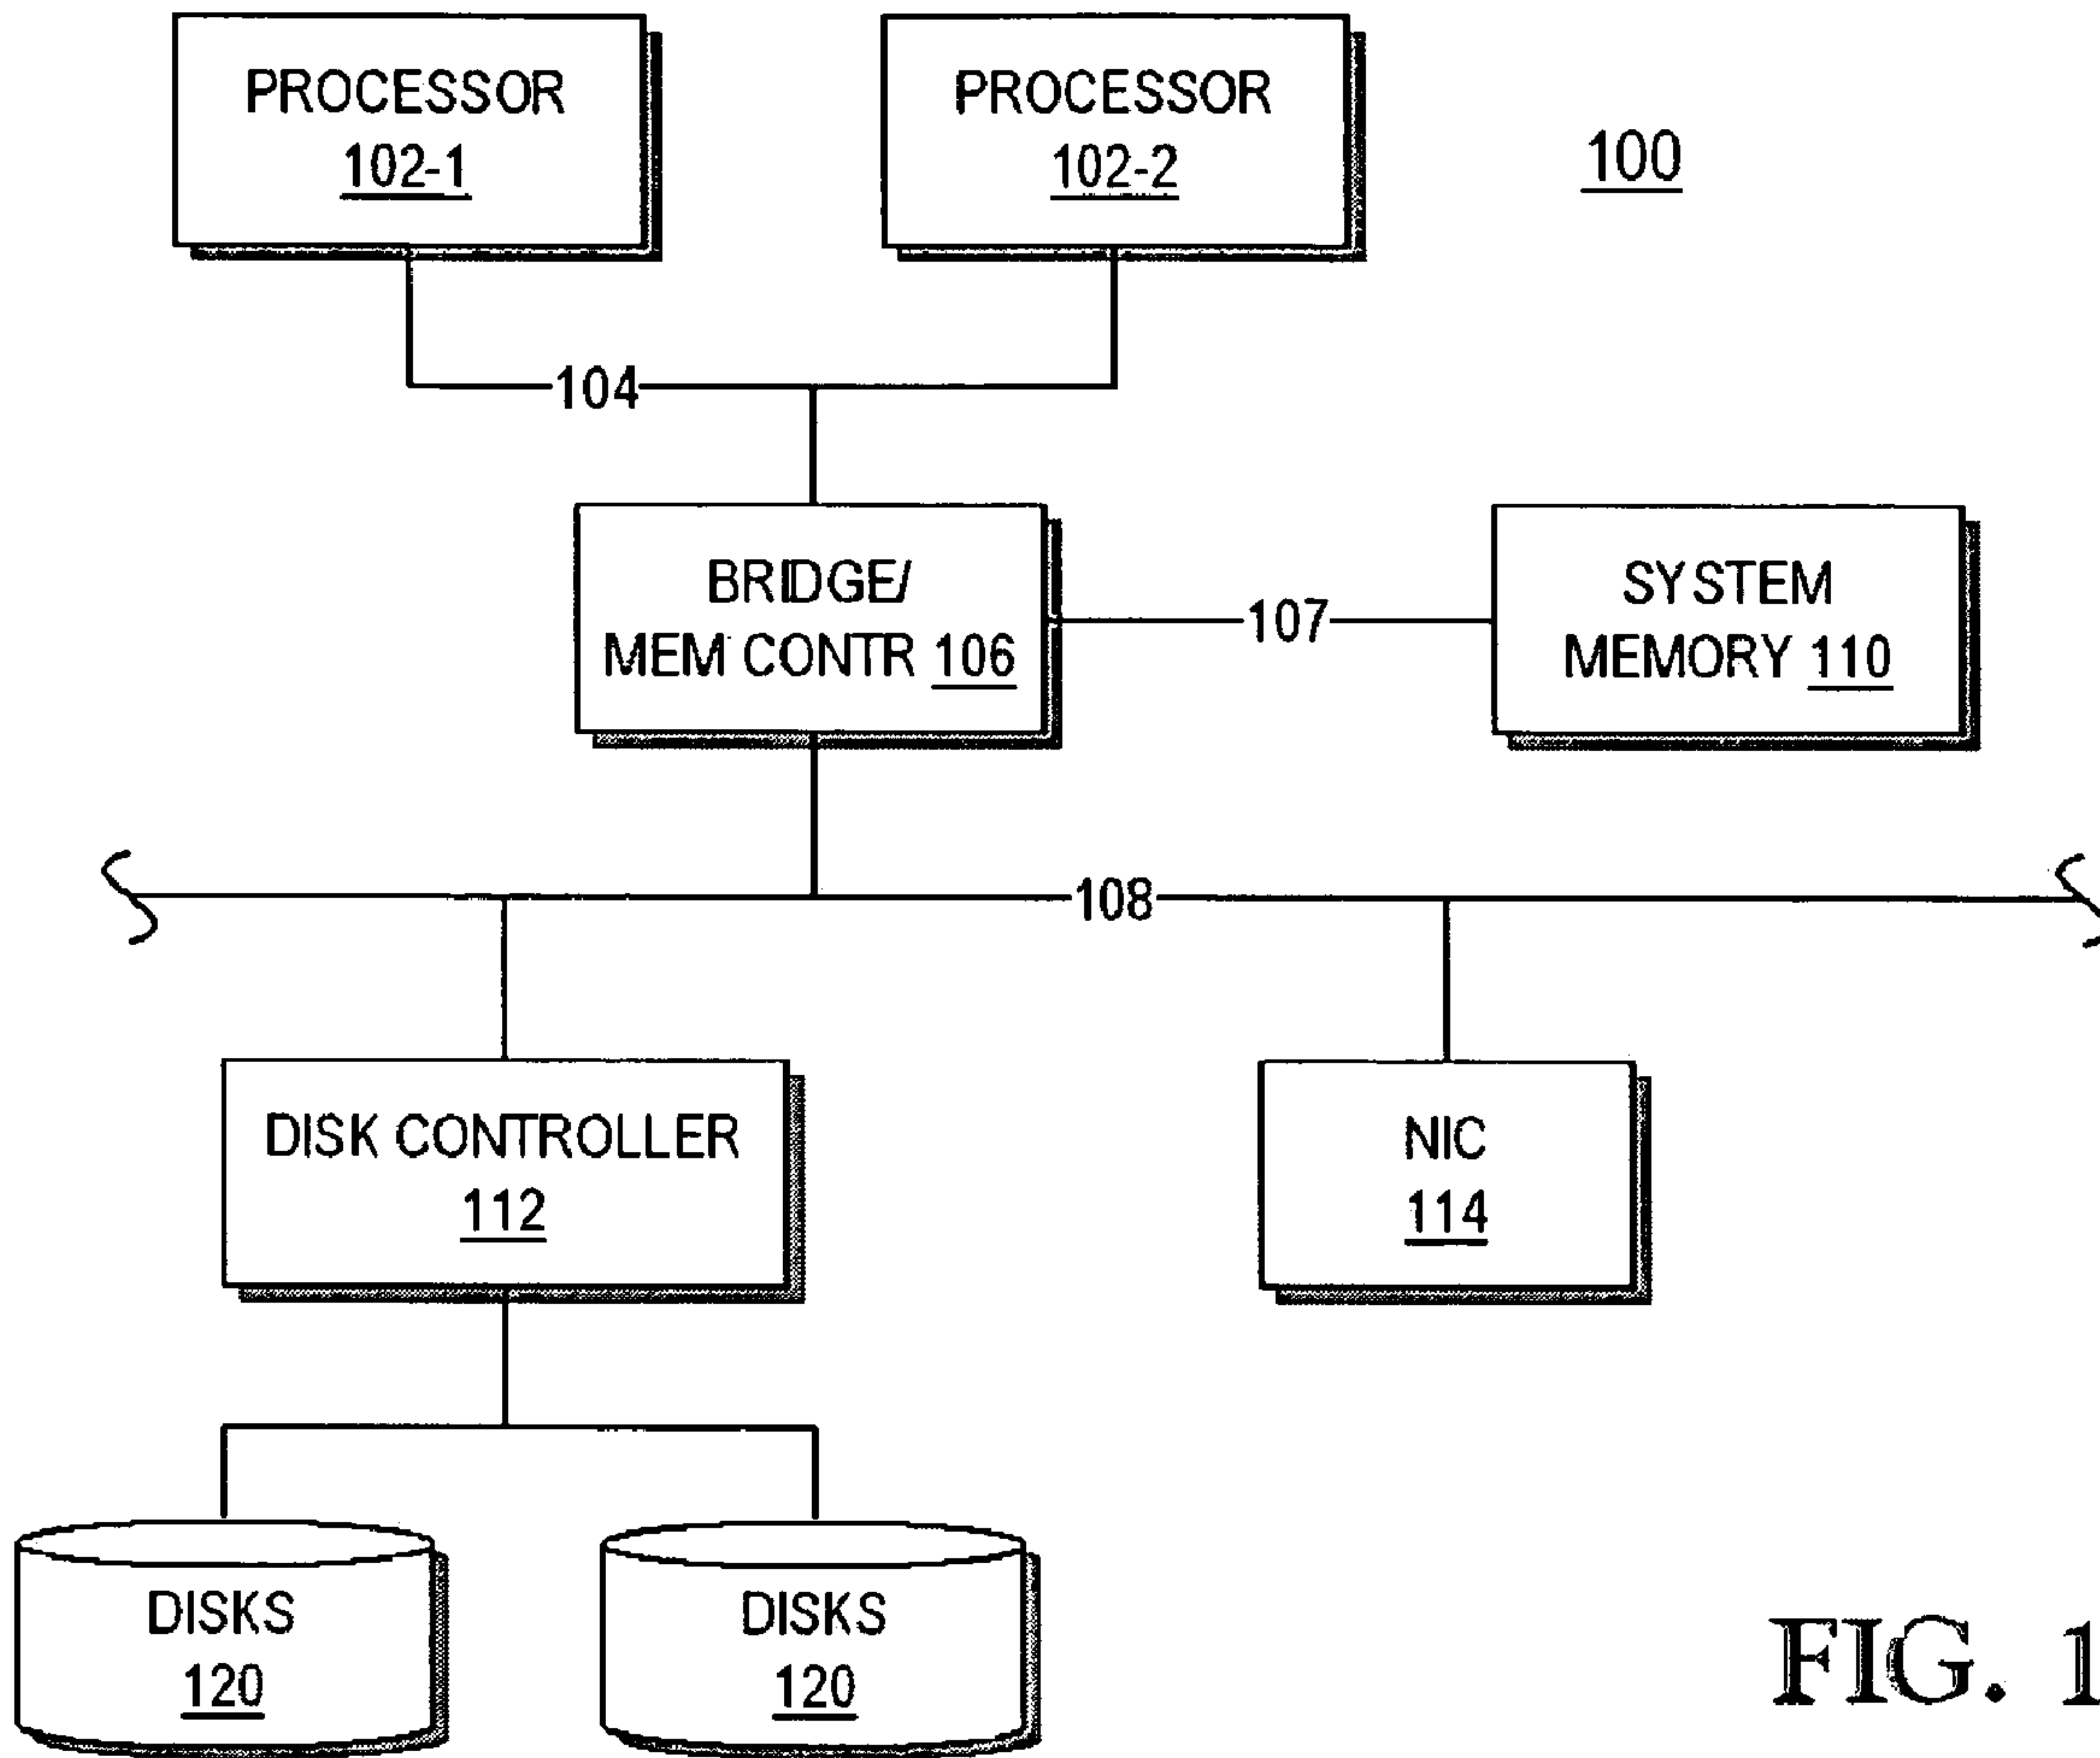 PROCESSOR
102-1
PROCESSOR
102-2
100
104
BRIDGE/
MEM CONTR 106
107
SYSTEM
MEMORY 110
108
DISK CONTROLLER
112
NIC
114
DISKS
120
DISKS
120
FIG. 1